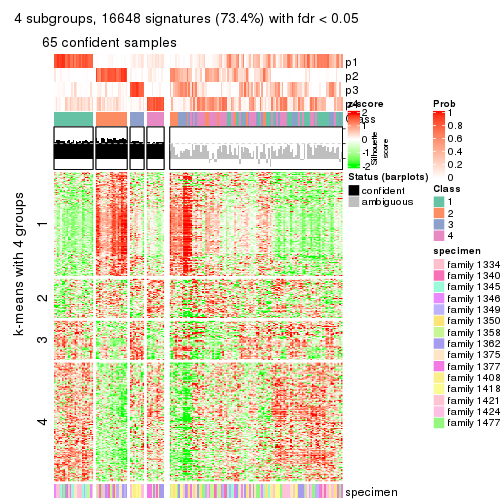 4 subgroups, 16648 signatures (73.4%) with fdr < 0.05
65 confident samples
p1
p2
p3
p4
Class
z-score
2
1
0
-1
-2
Silhouette
score
Prob
1
0.8
0.6
0.4
0.2
0
Status (barplots)
confident
ambiguous
Class
1
2
3
4
specimen
family 1334
family 1340
family 1345
family 1346
family 1349
family 1350
family 1358
family 1362
family 1375
family 1377
family 1408
family 1418
family 1421
family 1424
family 1477
k-means with 4 groups
1
2
3
4
specimen